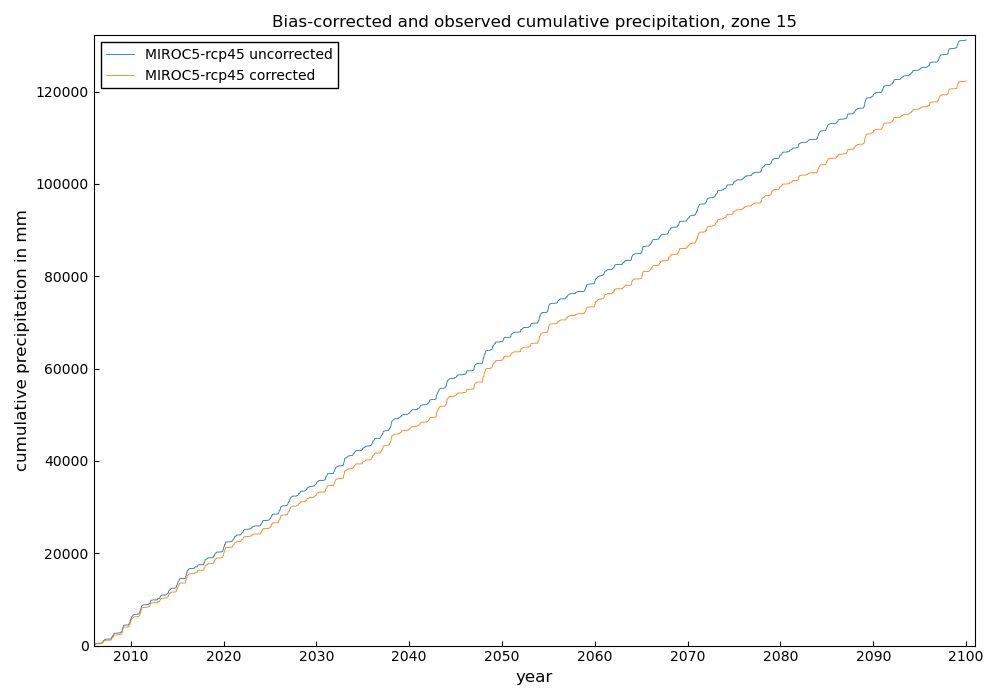 Bias-corrected and observed cumulative precipitation, zone 15
MIROC5-rcp45 uncorrected
MIROC5-rcp45 corrected
cumulative precipitation in mm
120000
100000
80000
60000
40000
20000
0
2010 2020 2030 2040 2050 2060 2070 2080 2090 2100
year